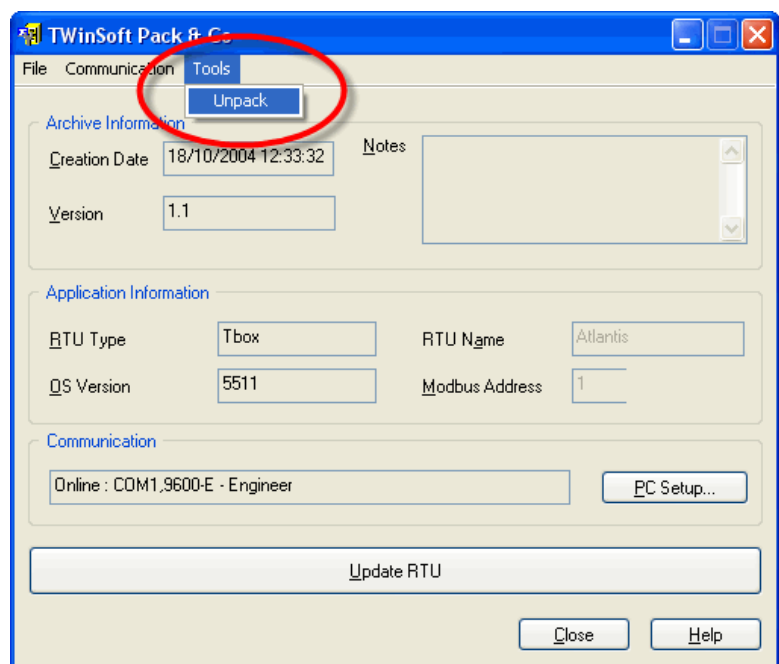 TWinSoft Pack & Go
File Communication Tools
Unpack
Archive Information
Creation Date 18/10/2004 12:33:32 Notes
Version 1.1
Application Information
RTU Type Tbox RTU Name Atlantis
OS Version 5511 Modbus Address 1
Communication
Online : COM1,9600-E - Engineer PC Setup...
Update RTU
Close Help